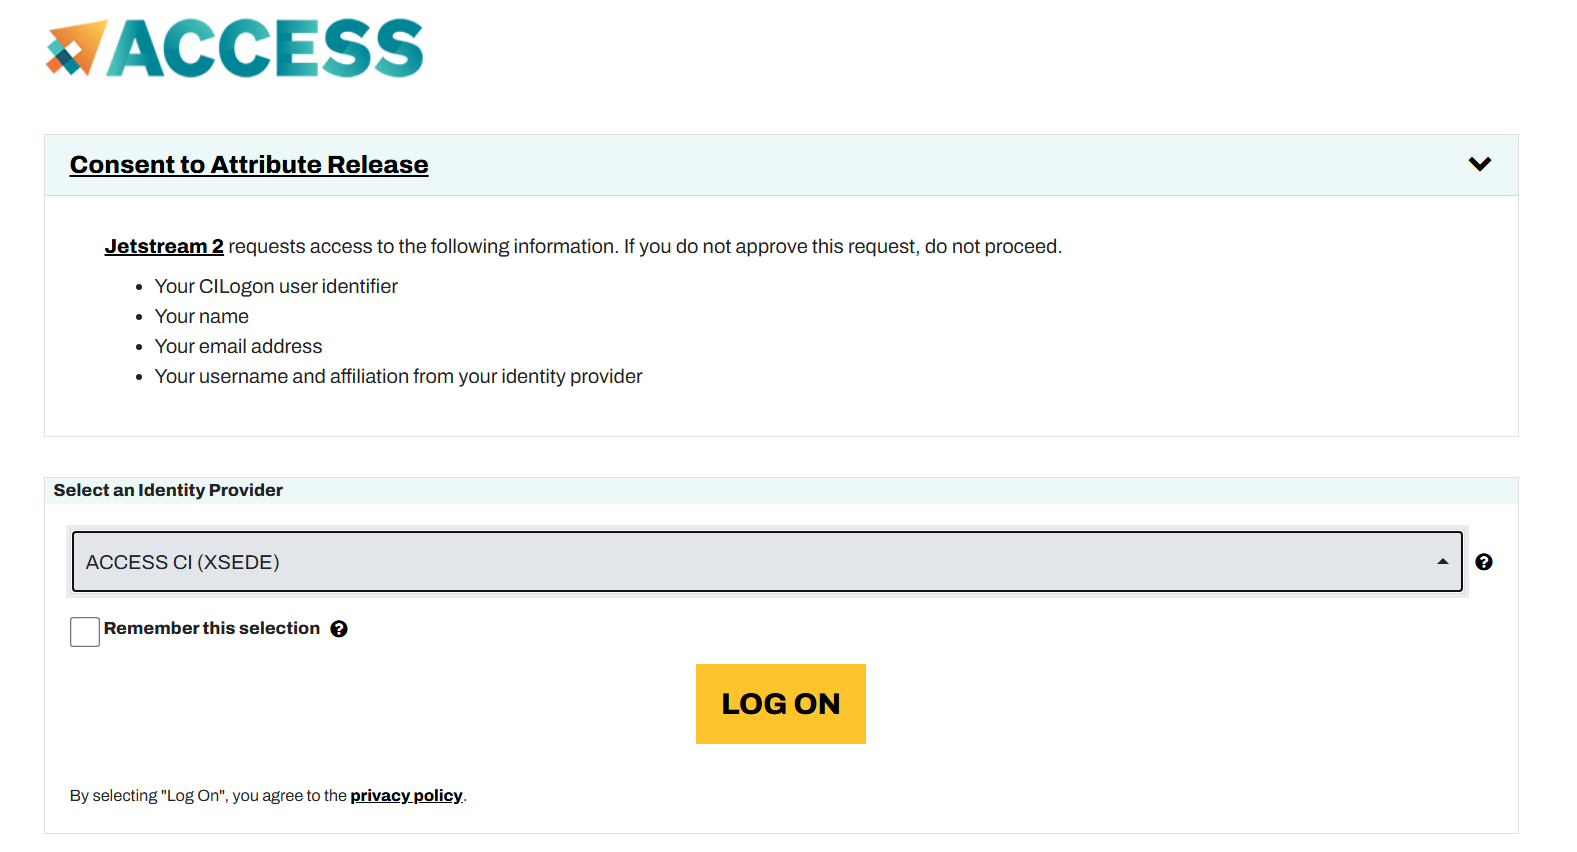 ACCESS
Consent to Attribute Release
Jetstream 2 requests access to the following information. If you do not approve this request, do not proceed.
Your CILogon user identifier
Your name
Your email address
Your username and affiliation from your identity provider
Select an Identity Provider
ACCESS CI (XSEDE)
Remember this selection
LOG ON
By selecting "Log On", you agree to the privacy policy.